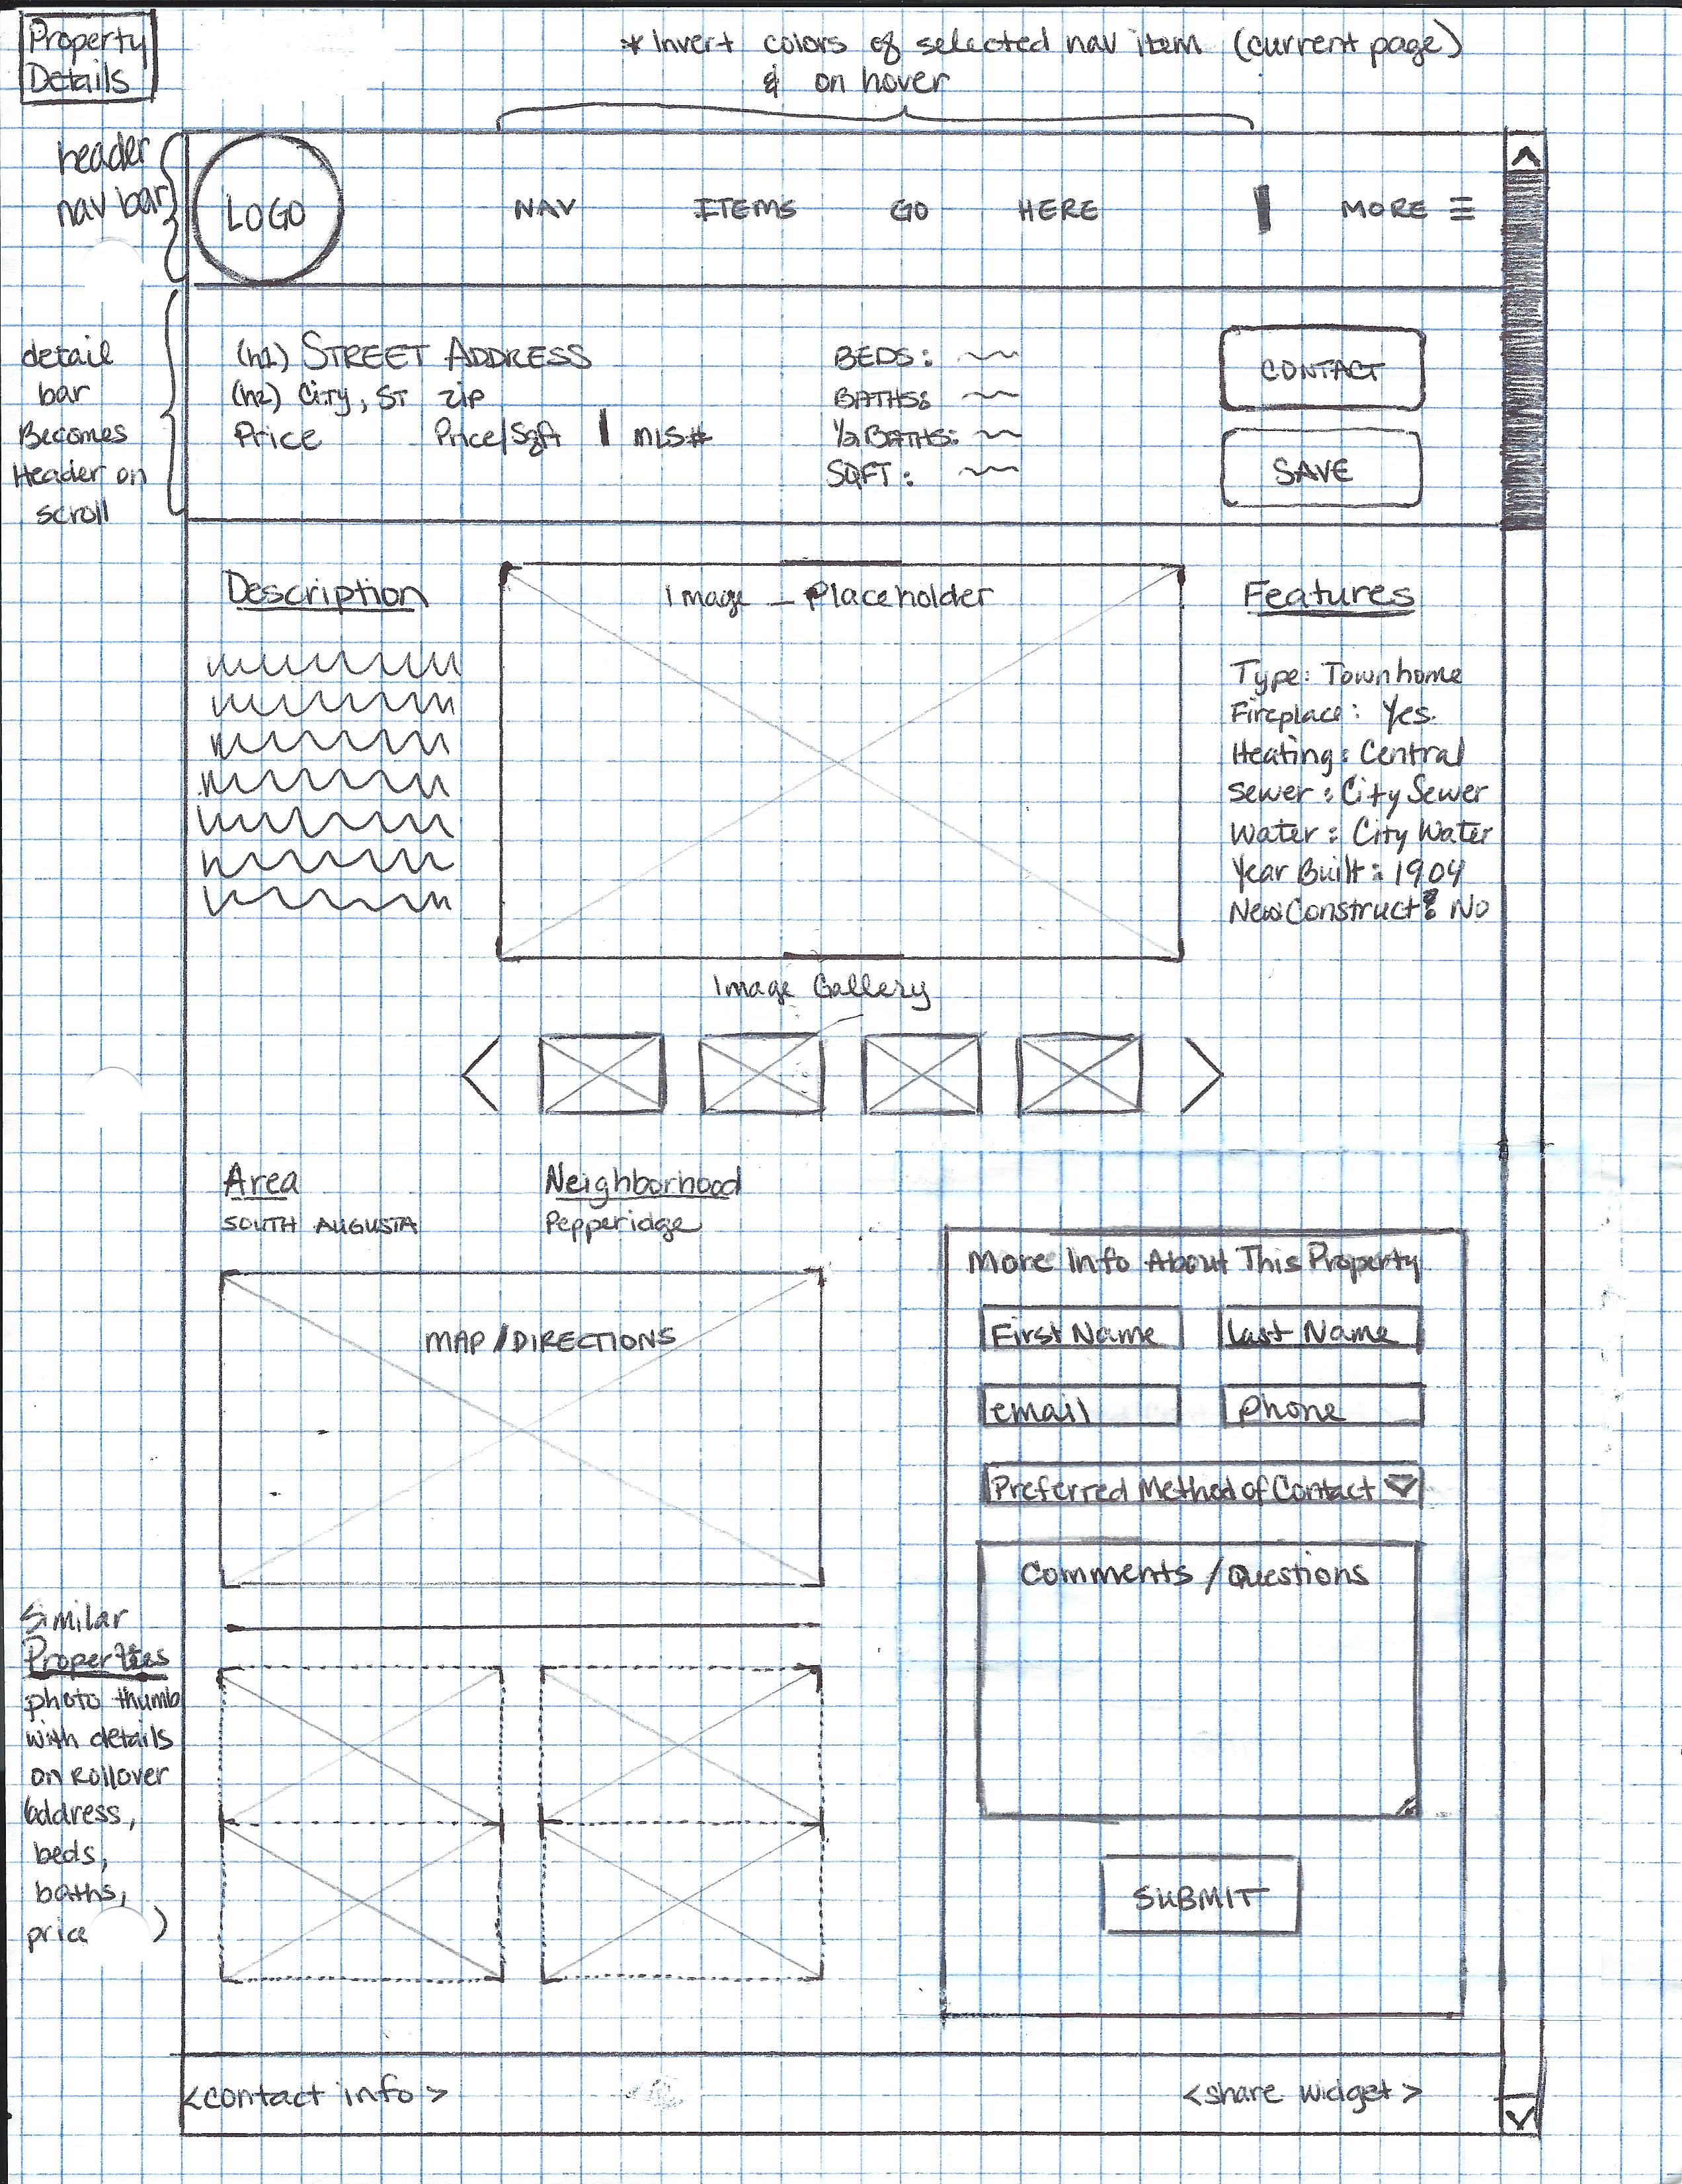 Property
Details
* Invert colors of selected nav item (current page)
& on hover
header
nav bar
LOGO
NAV ITEMS GO HERE | MORE ☰
detail
bar
Becomes
Header on
scroll
(h1) STREET ADDRESS
(h2) City, ST zip
Price Price/Sqft | MLS#
BEDS:
BATHS:
1/2 BATHS:
SQFT:
CONTACT
SAVE
Description
Image Placeholder
Features
Type: Townhome
Fireplace: Yes
Heating: Central
Sewer: City Sewer
Water: City Water
Year Built: 1904
New Construct: No
Image Gallery
Area
SOUTH AUGUSTA
Neighborhood
Pepperidge
MAP/DIRECTIONS
More Info About This Property
First Name Last Name
email phone
Preferred Method of Contact
Comments/Questions
SUBMIT
Similar
Properties
photo thumb
with details
on rollover
(address,
beds,
baths,
price )
<contact info>
<share widget>